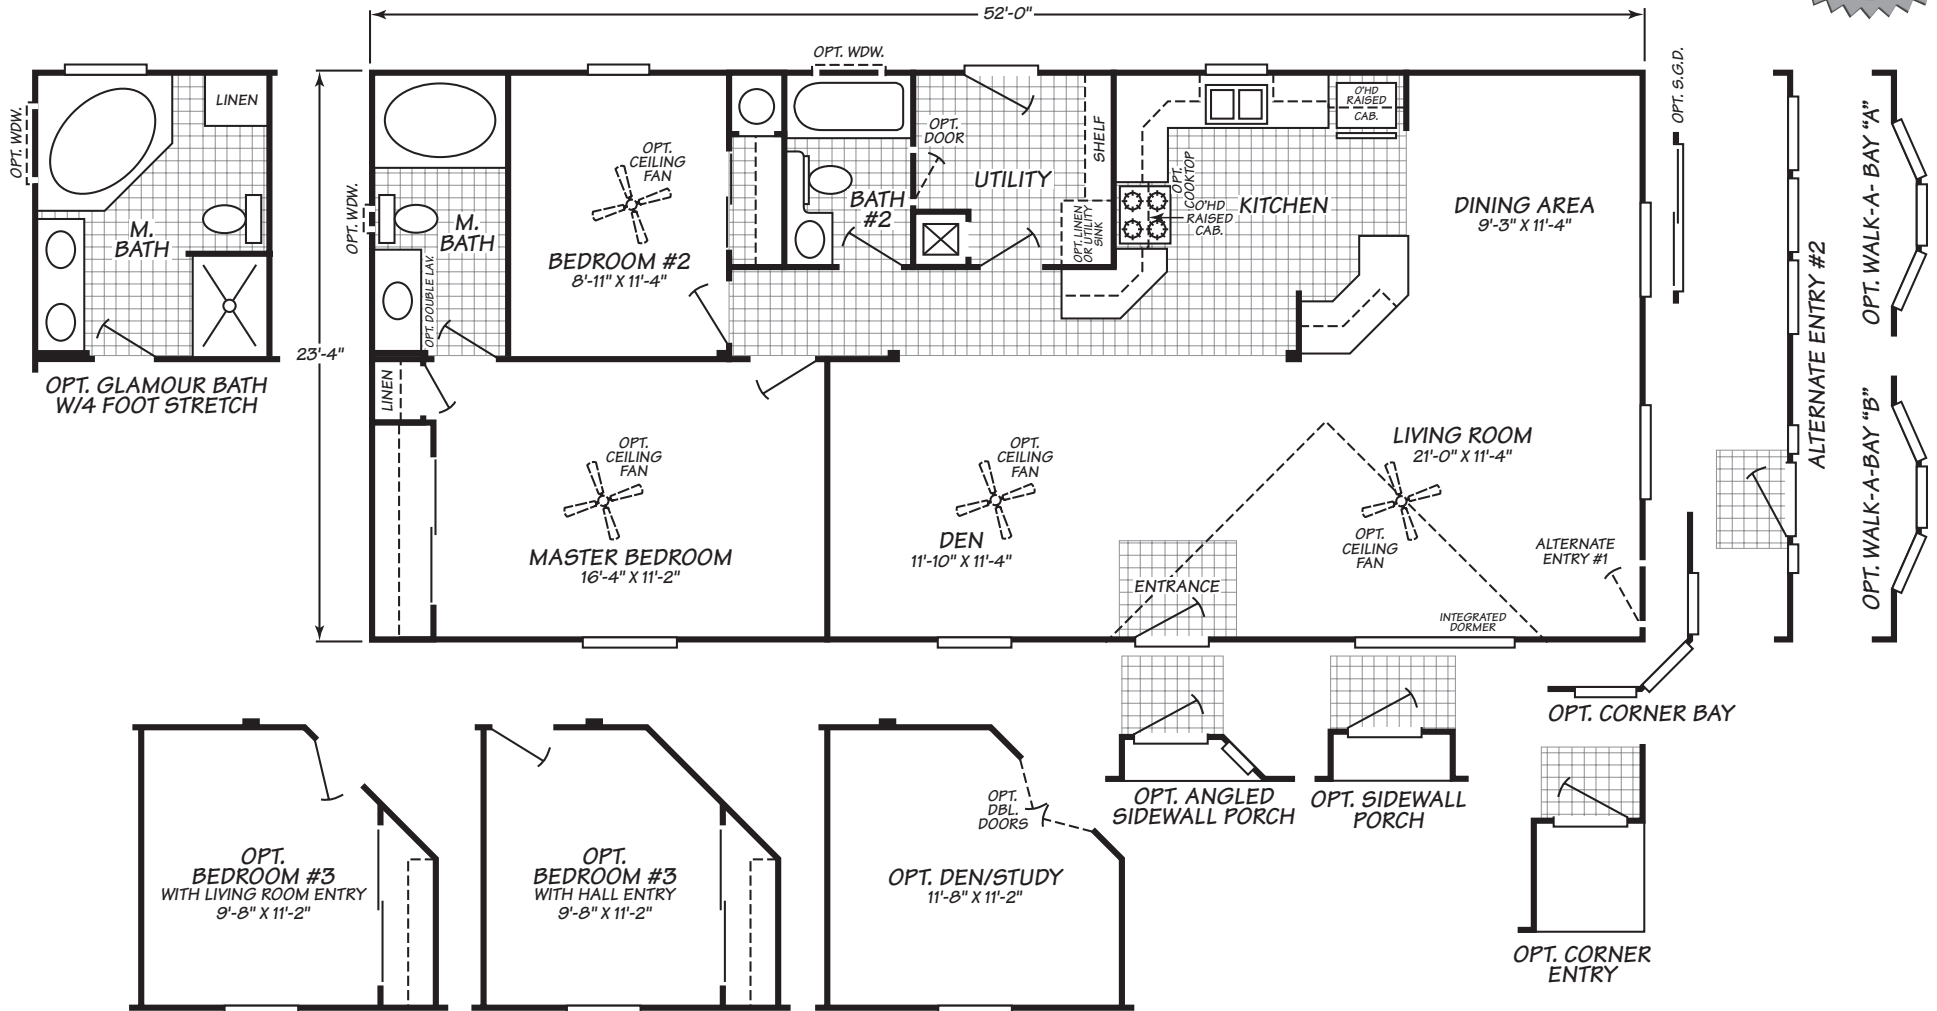 52'-0"
23'-4"
OPT. WDW.
LINEN
M.
BATH
OPT. GLAMOUR BATH
W/4 FOOT STRETCH
OPT. WDW.
M.
BATH
OPT. DOUBLE LAV.
LINEN
OPT.
CEILING
FAN
BEDROOM #2
8'-11" X 11'-4"
OPT. WDW.
BATH
#2
OPT.
DOOR
UTILITY
SHELF
OPT. LINEN
OR UTILITY
SINK
OPT.
COOKTOP
O'HD
RAISED
CAB.
KITCHEN
O'HD
RAISED
CAB.
DINING AREA
9'-3" X 11'-4"
OPT. S.G.D.
ALTERNATE ENTRY #2
OPT. WALK-A- BAY "A"
OPT. WALK-A-BAY "B"
OPT.
CEILING
FAN
MASTER BEDROOM
16'-4" X 11'-2"
OPT.
CEILING
FAN
DEN
11'-10" X 11'-4"
ENTRANCE
LIVING ROOM
21'-0" X 11'-4"
OPT.
CEILING
FAN
ALTERNATE
ENTRY #1
INTEGRATED
DORMER
OPT. CORNER BAY
OPT. ANGLED
SIDEWALL PORCH
OPT. SIDEWALL
PORCH
OPT. CORNER
ENTRY
OPT.
BEDROOM #3
WITH LIVING ROOM ENTRY
9'-8" X 11'-2"
OPT.
BEDROOM #3
WITH HALL ENTRY
9'-8" X 11'-2"
OPT.
DBL.
DOORS
OPT. DEN/STUDY
11'-8" X 11'-2"